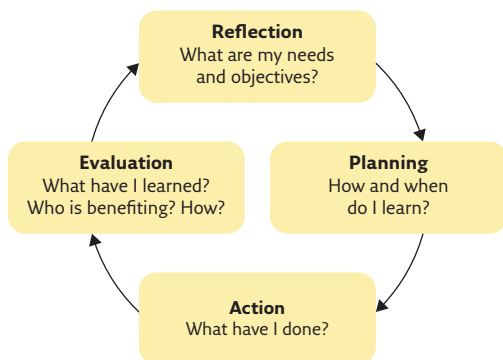 Reflection
What are my needs
and objectives?
Evaluation
What have I learned?
Who is benefiting? How?
Planning
How and when
do I learn?
Action
What have I done?